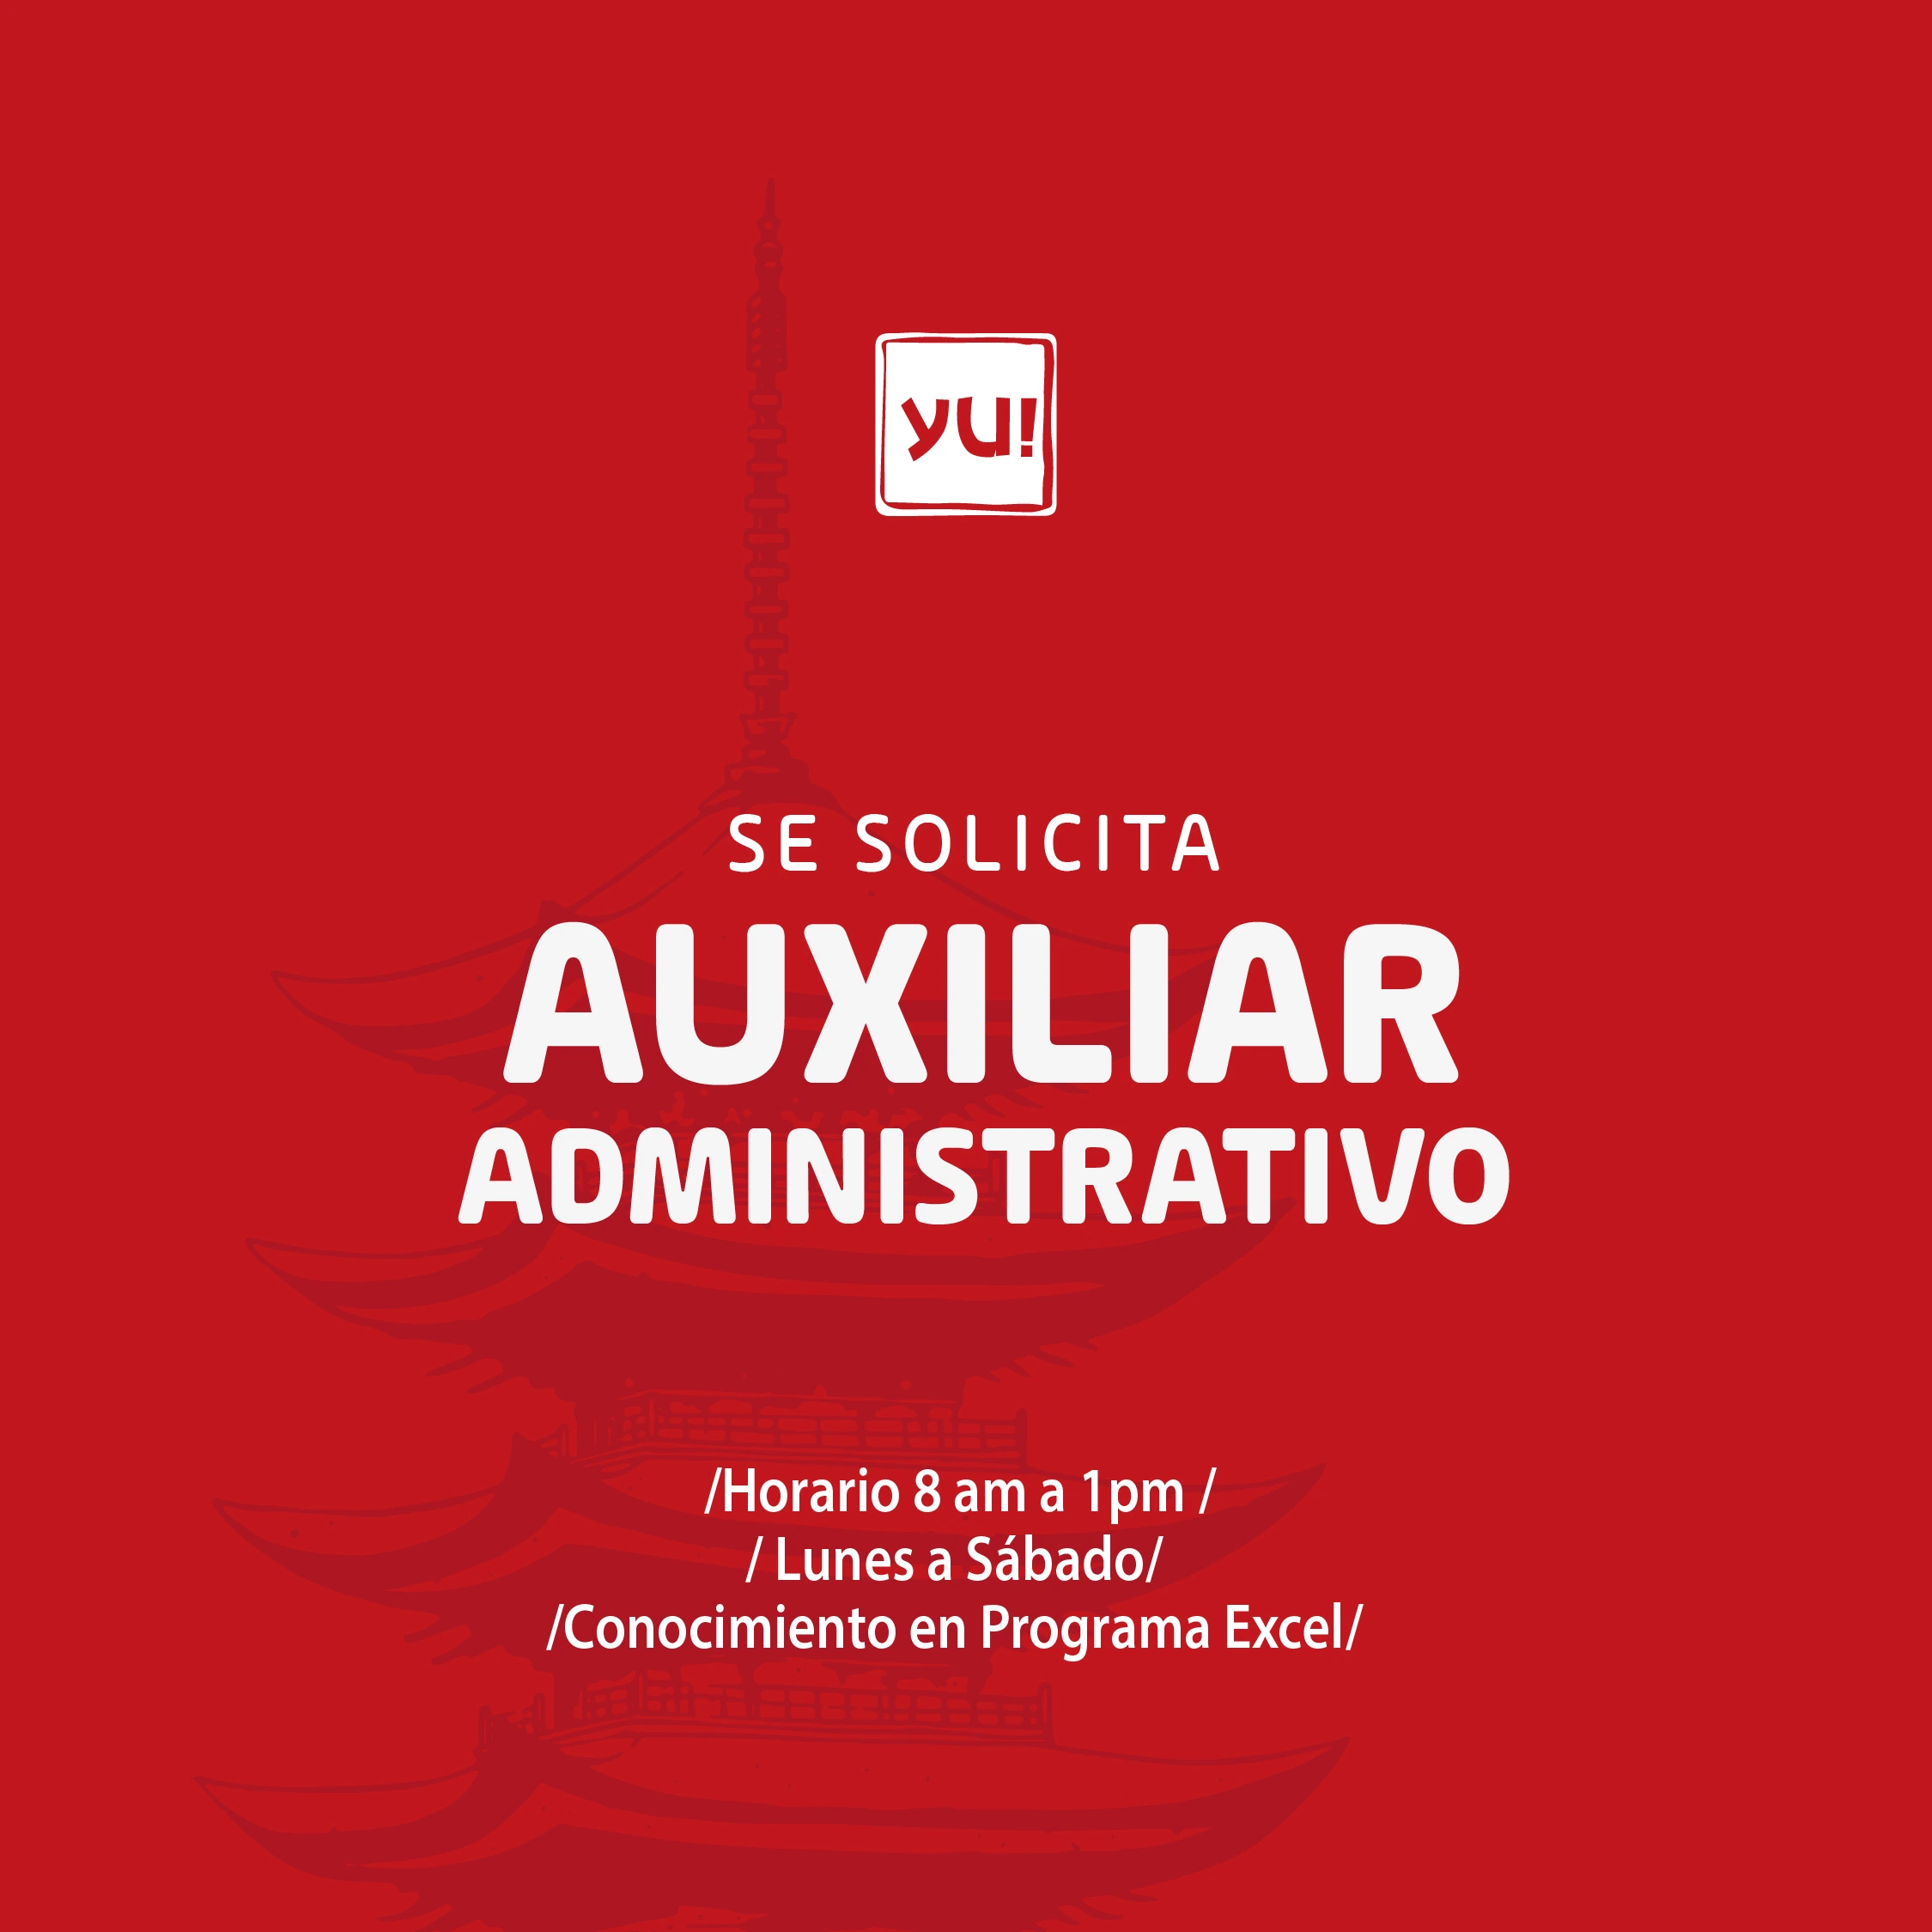 yu!
SE SOLICITA
AUXILIAR
ADMINISTRATIVO
/Horario 8 am a 1pm /
/ Lunes a Sábado/
/Conocimiento en Programa Excel/